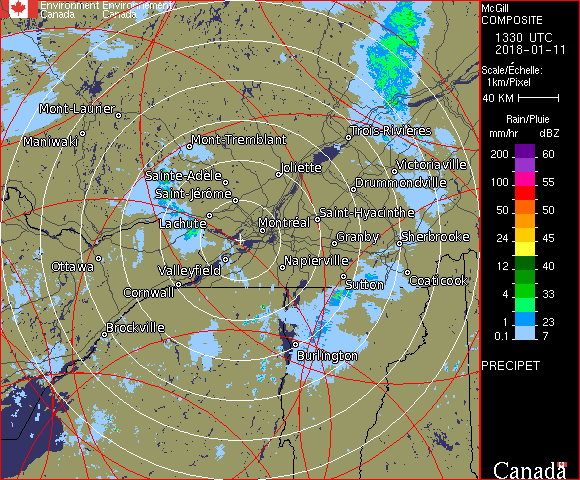 Environment Environnement
Canada Canada
McGill
COMPOSITE
1330 UTC
2018-01-11
Scale/Échelle:
1km/Pixel
40 KM
Rain/Pluie
mm/hr dBZ
200 60
150 57
100 55
50 50
24 45
12 40
4 33
1 23
0.1 7
PRECIPET
Canada
Mont-Laurier
Maniwaki
Mont-Tremblant
Trois-Rivières
Sainte-Adèle
Joliette
Victoriaville
Saint-Jérôme
Drummondville
Lachute
Saint-Hyacinthe
Montréal
Granby
Sherbrooke
Ottawa
Valleyfield
Napierville
Cornwall
Sutton
Coaticook
Brockville
Burlington